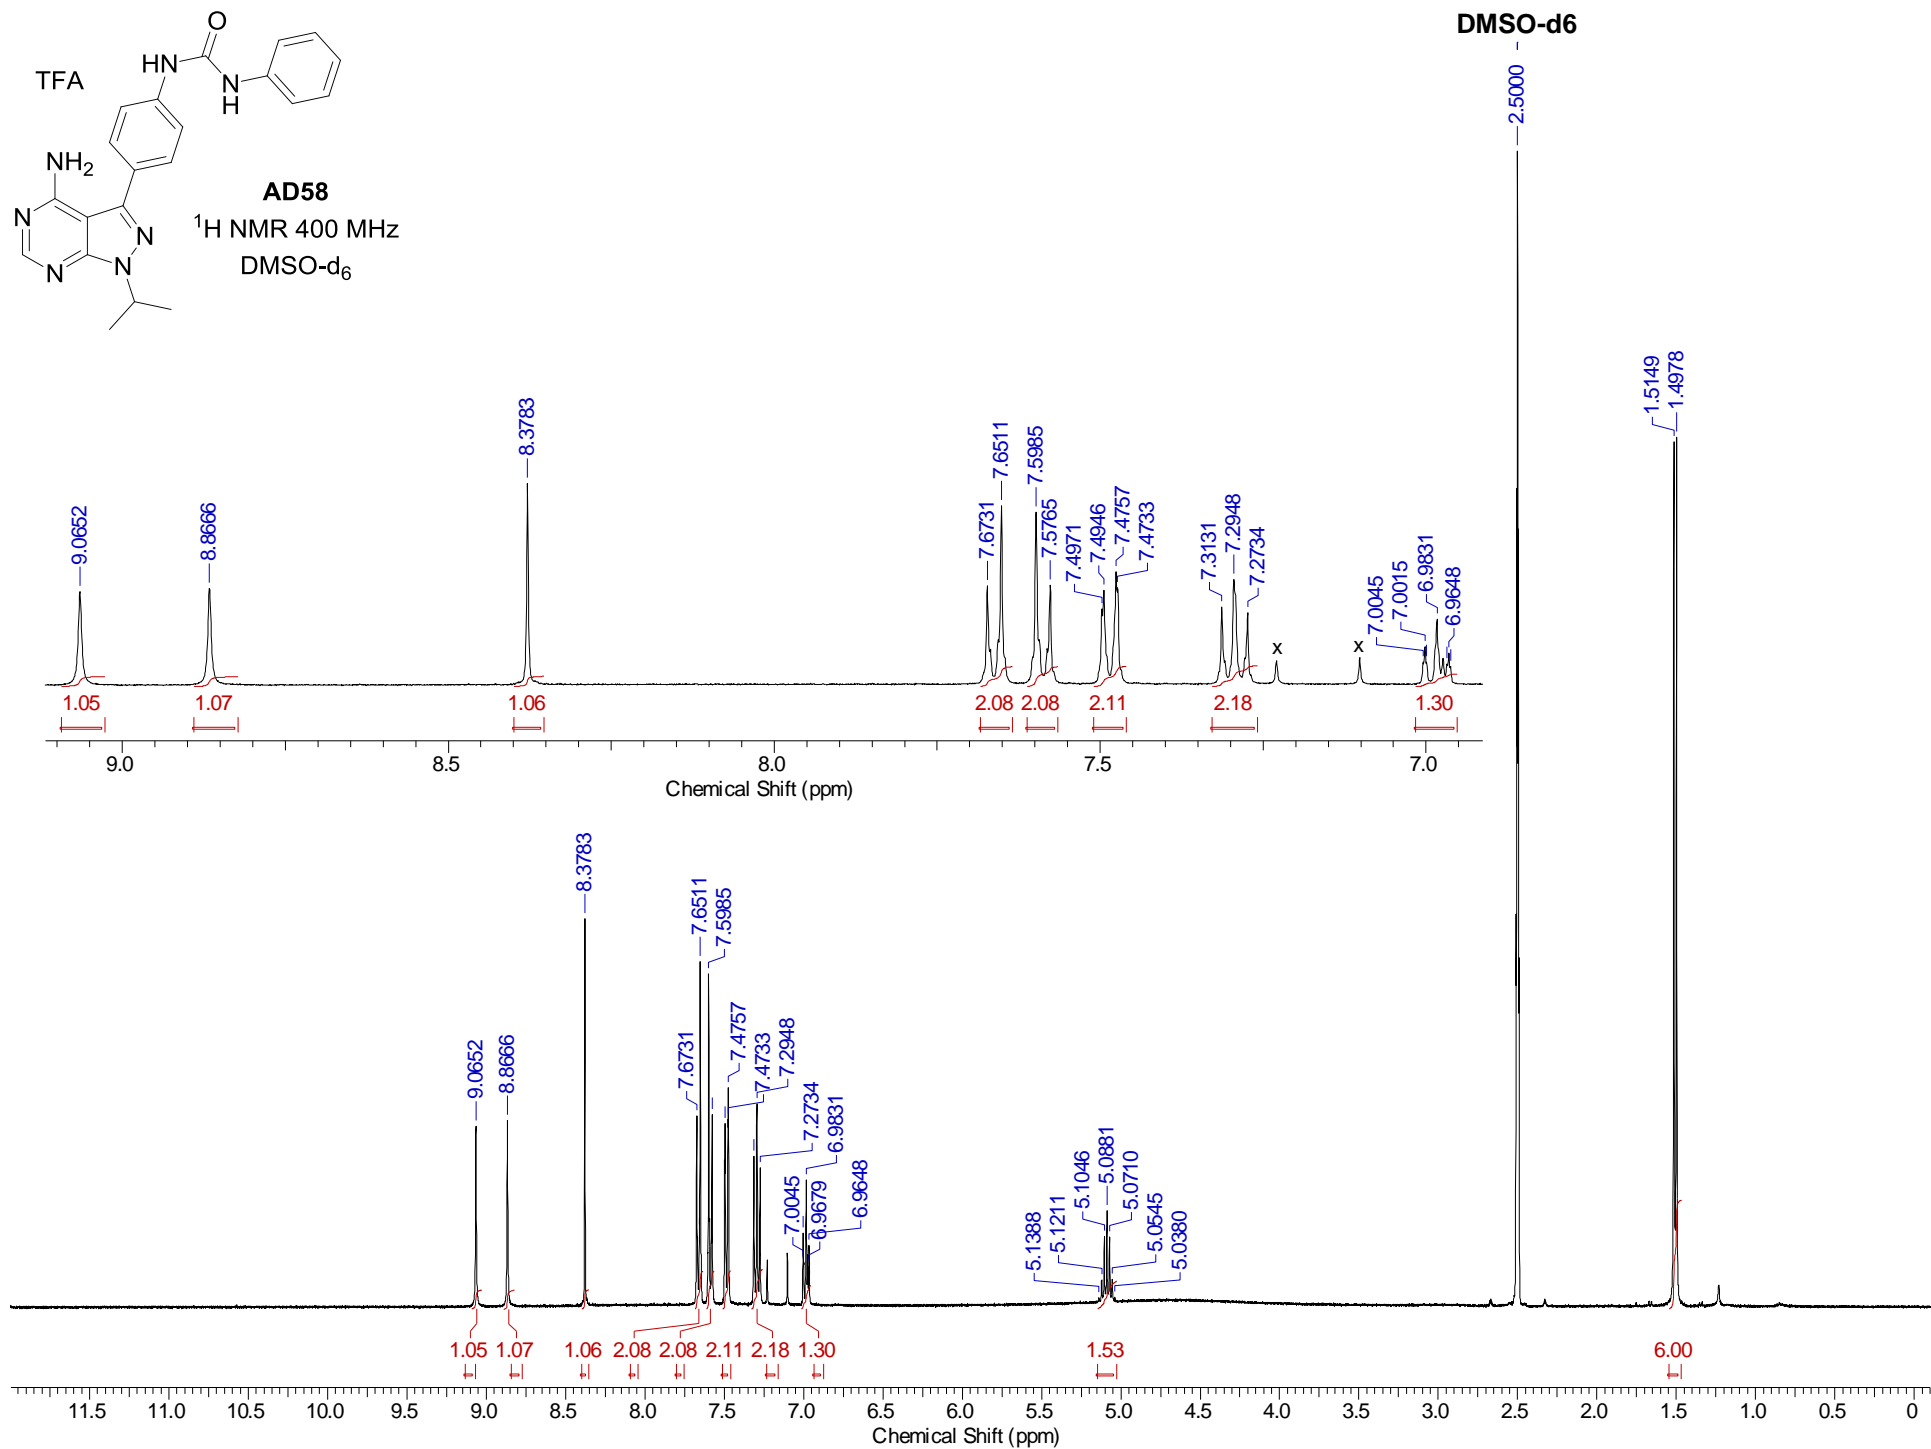 DMSO-d6
O
HN
N
H
TFA
NH2
N
N
N
N
AD58
1H NMR 400 MHz
DMSO-d6
2.5000
1.5149
1.4978
9.0652
8.8666
8.3783
7.6731
7.6511
7.5985
7.5765
7.4971
7.4946
7.4757
7.4733
7.3131
7.2948
7.2734
x
x
7.0045
7.0015
6.9831
6.9648
1.05 1.07 1.06 2.08 2.08 2.11 2.18 1.30
9.0 8.5 8.0 7.5 7.0
Chemical Shift (ppm)
9.0652
8.8666
8.3783
7.6731
7.6511
7.5985
7.4757
7.4733
7.2948
7.2734
7.0045
6.9831
6.9679
6.9648
5.1388
5.1211
5.1046
5.0881
5.0710
5.0545
5.0380
1.05 1.07 1.06 2.08 2.08 2.11 2.18 1.30 1.53 6.00
11.5 11.0 10.5 10.0 9.5 9.0 8.5 8.0 7.5 7.0 6.5 6.0 5.5 5.0 4.5 4.0 3.5 3.0 2.5 2.0 1.5 1.0 0.5 0
Chemical Shift (ppm)